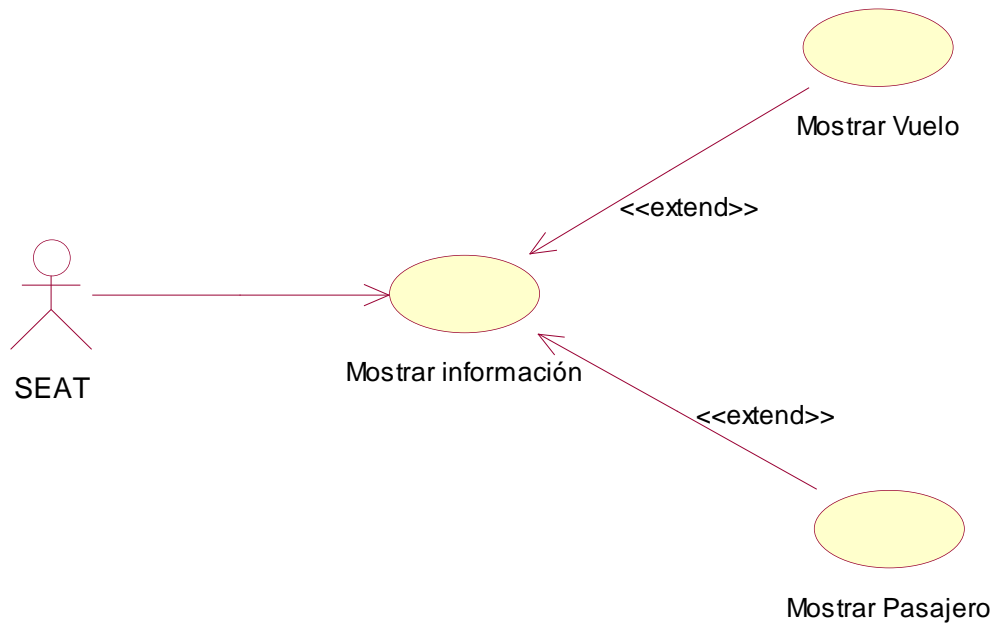 Mostrar Vuelo
<<extend>>
SEAT
Mostrar información
<<extend>>
Mostrar Pasajero